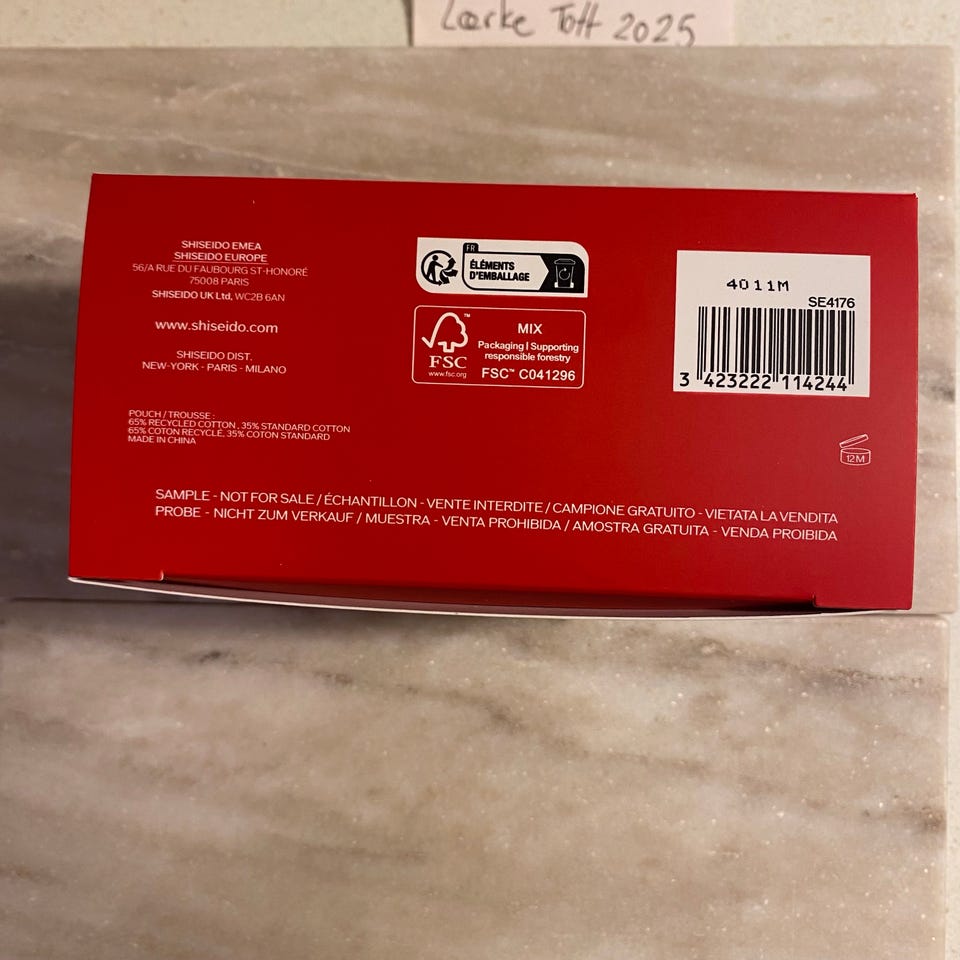 Lærke Toft 2025
SHISEIDO EMEA
SHISEIDO EUROPE
56/A RUE DU FAUBOURG ST-HONORÉ
75008 PARIS
SHISEIDO UK Ltd, WC2B 6AN
www.shiseido.com
SHISEIDO DIST.
NEW-YORK - PARIS - MILANO
POUCH / TROUSSE :
65% RECYCLED COTTON , 35% STANDARD COTTON
65% COTON RECYCLÉ, 35% COTON STANDARD
MADE IN CHINA
FR
ÉLÉMENTS
D'EMBALLAGE
FSC
www.fsc.org
MIX
Packaging | Supporting
responsible forestry
FSC™ C041296
4011M
SE4176
3 423222 114244
12M
SAMPLE - NOT FOR SALE / ÉCHANTILLON - VENTE INTERDITE / CAMPIONE GRATUITO - VIETATA LA VENDITA
PROBE - NICHT ZUM VERKAUF / MUESTRA - VENTA PROHIBIDA / AMOSTRA GRATUITA - VENDA PROIBIDA